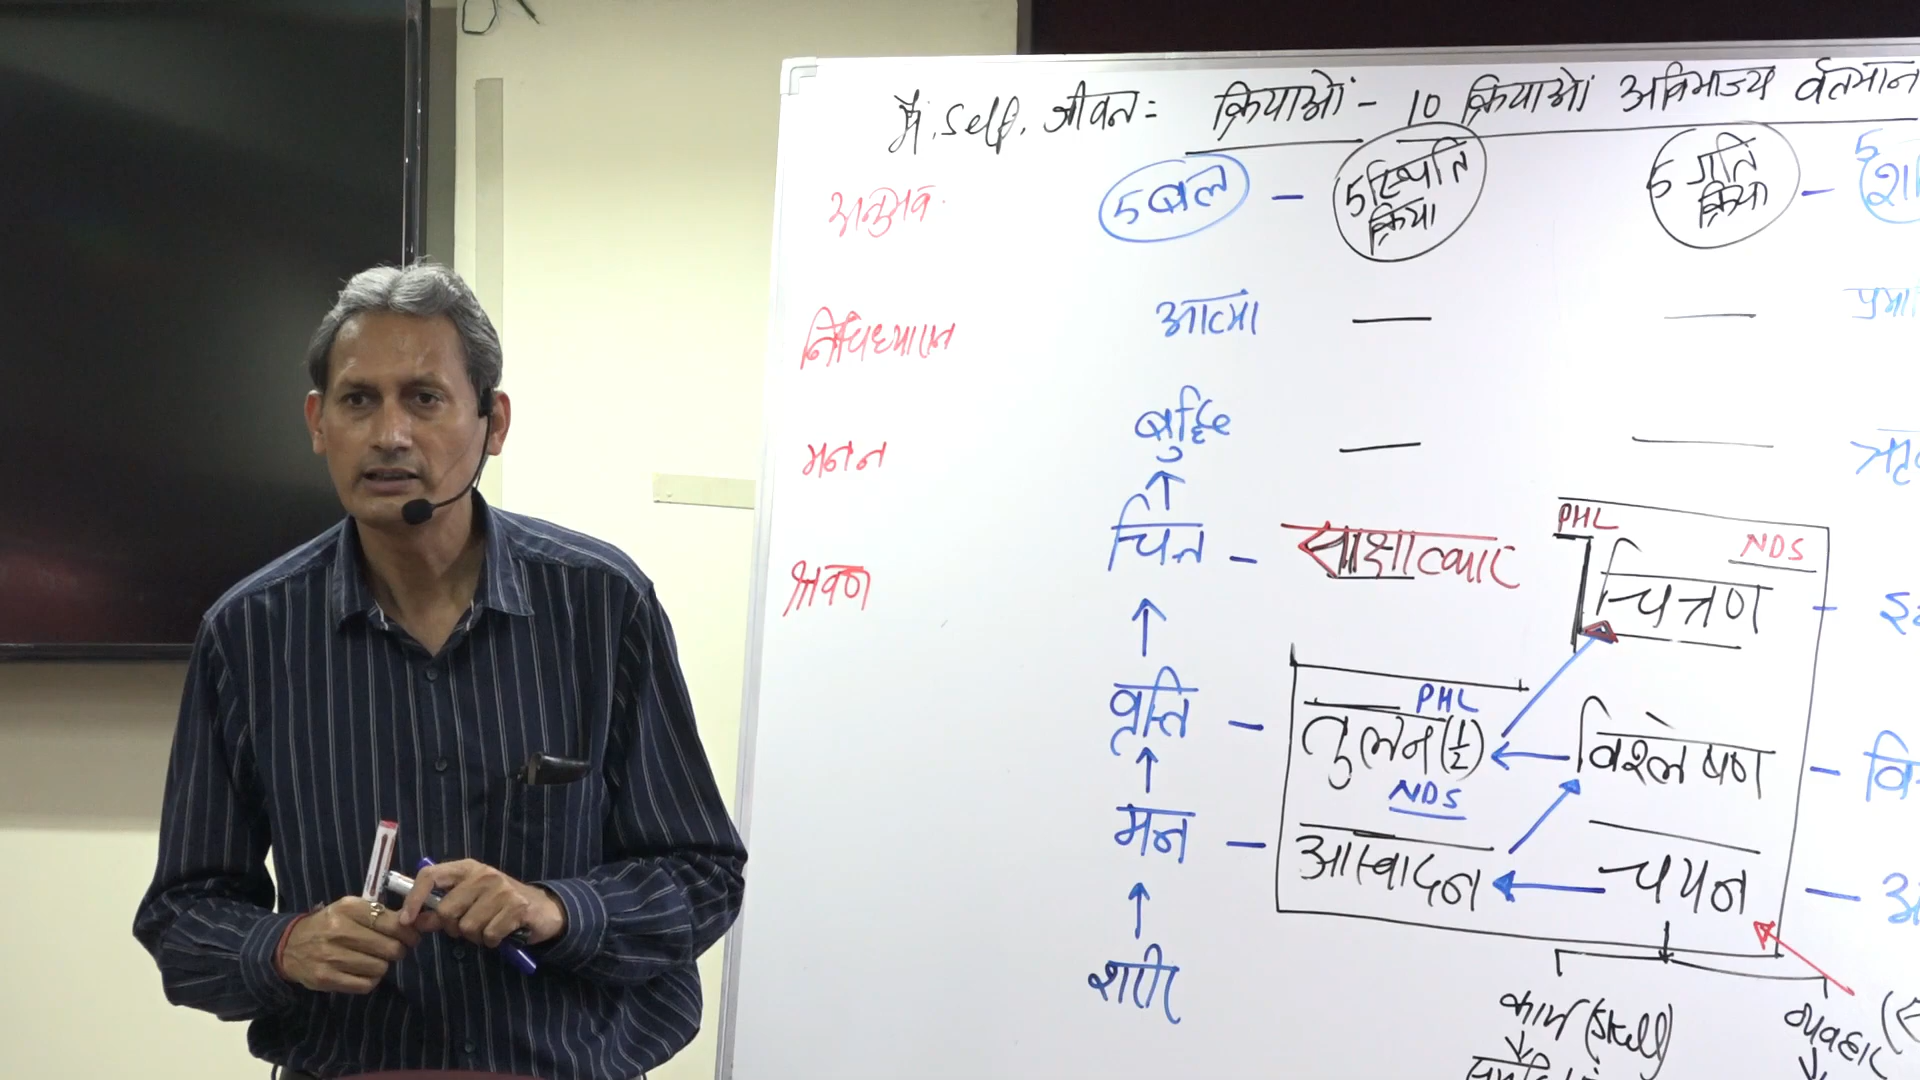 मैं. Self. जीवन = क्रियाओं - 10 क्रियाओं अविभाज्य वर्तमान
अनुभव 5 बल - 5 स्थिति क्रिया 5 गति क्रिया - 5
आत्मा — —
मनन बुद्धि — —
PHL NDS
श्रवण चित्त - साक्षात्कार चित्रण -
PHL
वृत्ति - तुलन (1/2) विश्लेषण -
NDS
मन - आस्वादन चयन -
शरीर
कार्य (Skill) व्यवहार